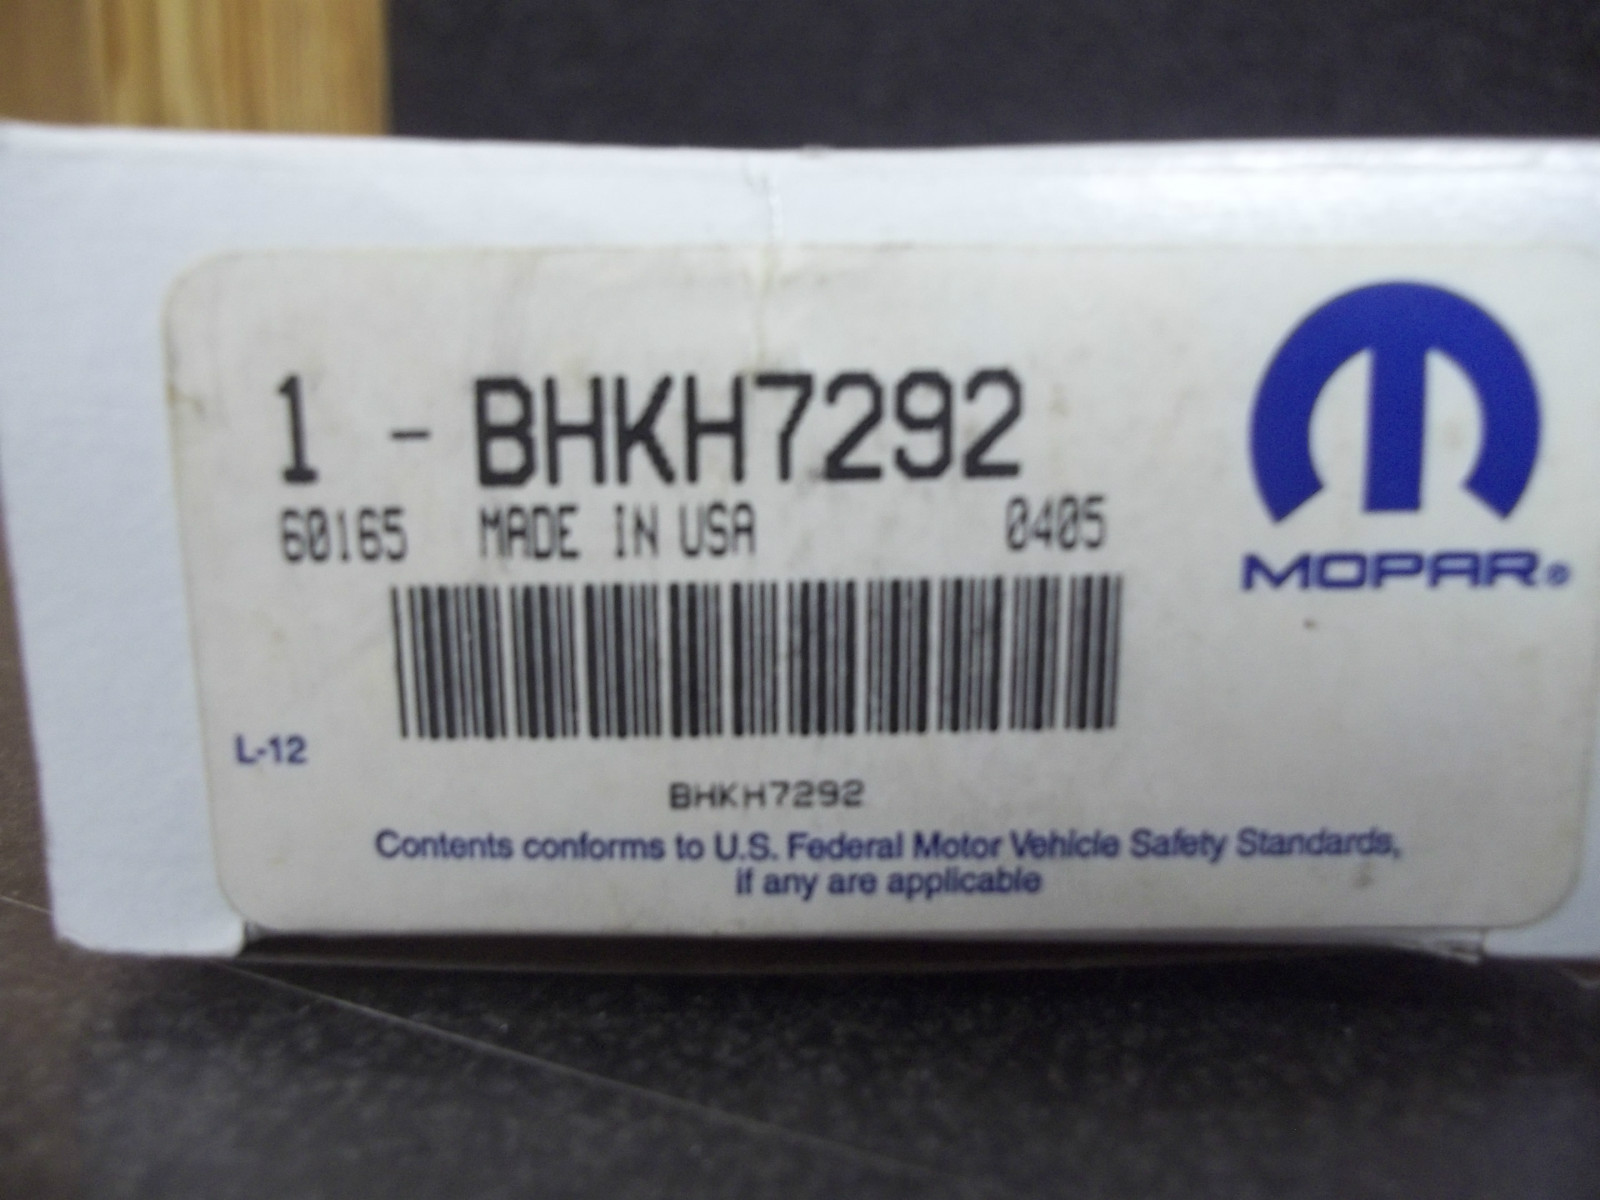 1 - BHKH7292
60165 MADE IN USA 0405
MOPAR®
L-12
BHKH7292
Contents conforms to U.S. Federal Motor Vehicle Safety Standards,
if any are applicable